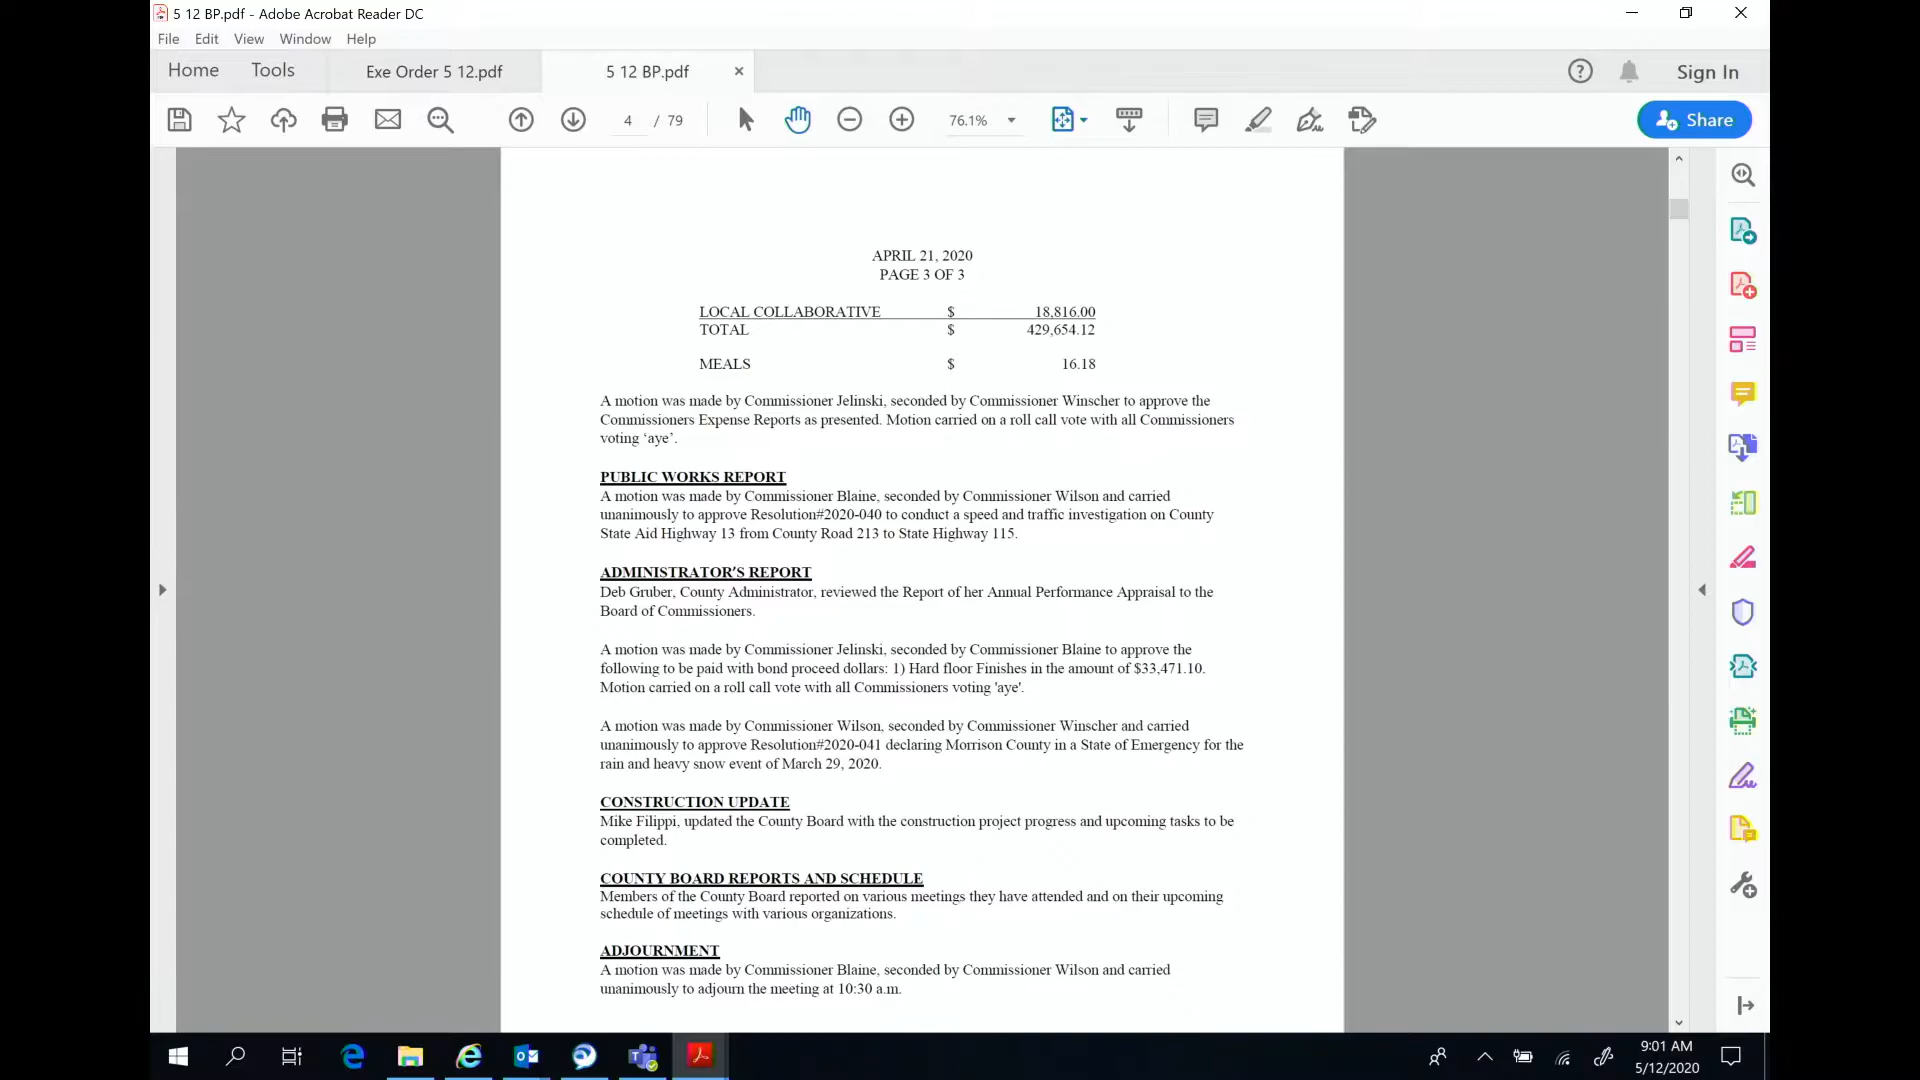 5 12 BP.pdf - Adobe Acrobat Reader DC
File Edit View Window Help
Home Tools Exe Order 5 12.pdf 5 12 BP.pdf × Sign In
4 / 79 76.1% Share
APRIL 21, 2020
PAGE 3 OF 3
LOCAL COLLABORATIVE $ 18,816.00
TOTAL $ 429,654.12
MEALS $ 16.18
A motion was made by Commissioner Jelinski, seconded by Commissioner Winscher to approve the
Commissioners Expense Reports as presented. Motion carried on a roll call vote with all Commissioners
voting ‘aye’.
PUBLIC WORKS REPORT
A motion was made by Commissioner Blaine, seconded by Commissioner Wilson and carried
unanimously to approve Resolution#2020-040 to conduct a speed and traffic investigation on County
State Aid Highway 13 from County Road 213 to State Highway 115.
ADMINISTRATOR’S REPORT
Deb Gruber, County Administrator, reviewed the Report of her Annual Performance Appraisal to the
Board of Commissioners.
A motion was made by Commissioner Jelinski, seconded by Commissioner Blaine to approve the
following to be paid with bond proceed dollars: 1) Hard floor Finishes in the amount of $33,471.10.
Motion carried on a roll call vote with all Commissioners voting 'aye'.
A motion was made by Commissioner Wilson, seconded by Commissioner Winscher and carried
unanimously to approve Resolution#2020-041 declaring Morrison County in a State of Emergency for the
rain and heavy snow event of March 29, 2020.
CONSTRUCTION UPDATE
Mike Filippi, updated the County Board with the construction project progress and upcoming tasks to be
completed.
COUNTY BOARD REPORTS AND SCHEDULE
Members of the County Board reported on various meetings they have attended and on their upcoming
schedule of meetings with various organizations.
ADJOURNMENT
A motion was made by Commissioner Blaine, seconded by Commissioner Wilson and carried
unanimously to adjourn the meeting at 10:30 a.m.
9:01 AM
5/12/2020